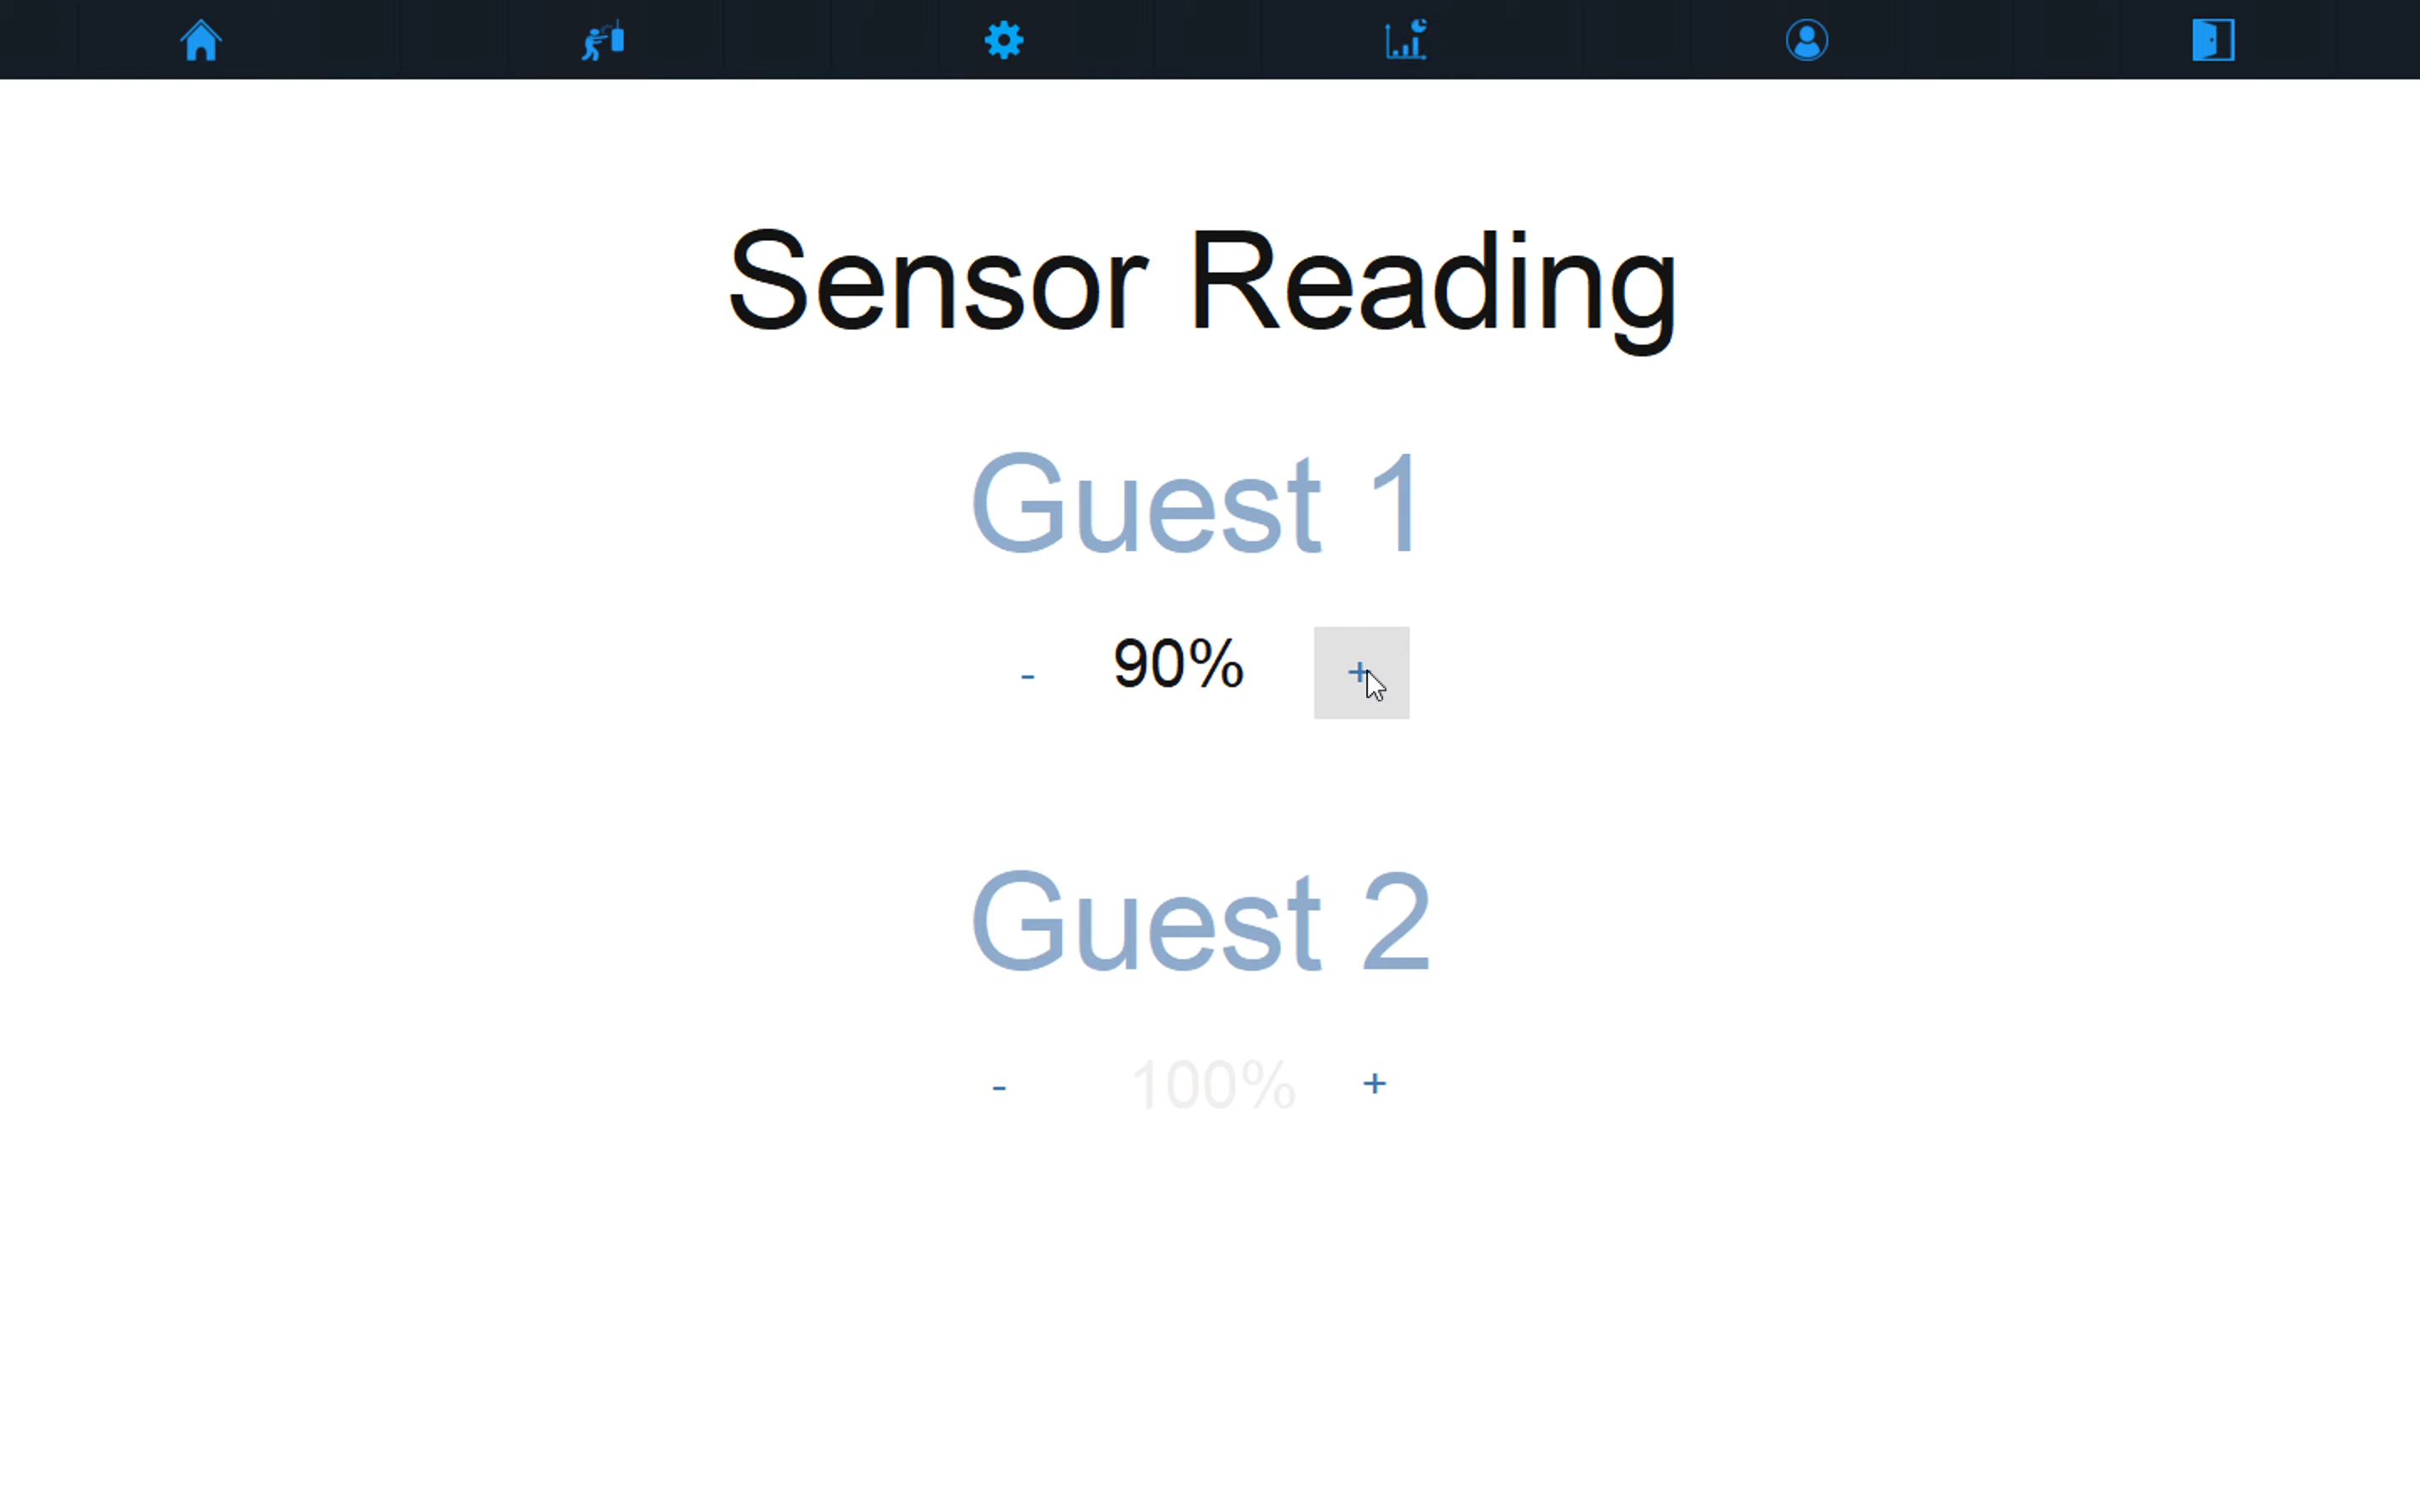 Sensor Reading
Guest 1
- 90% +
Guest 2
- 100% +